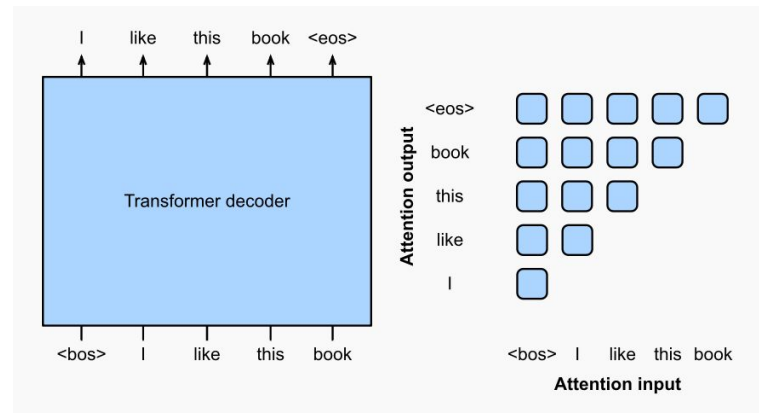 I like this book <eos>
Transformer decoder
<bos> I like this book
Attention output
<eos>
book
this
like
I
<bos> I like this book
Attention input